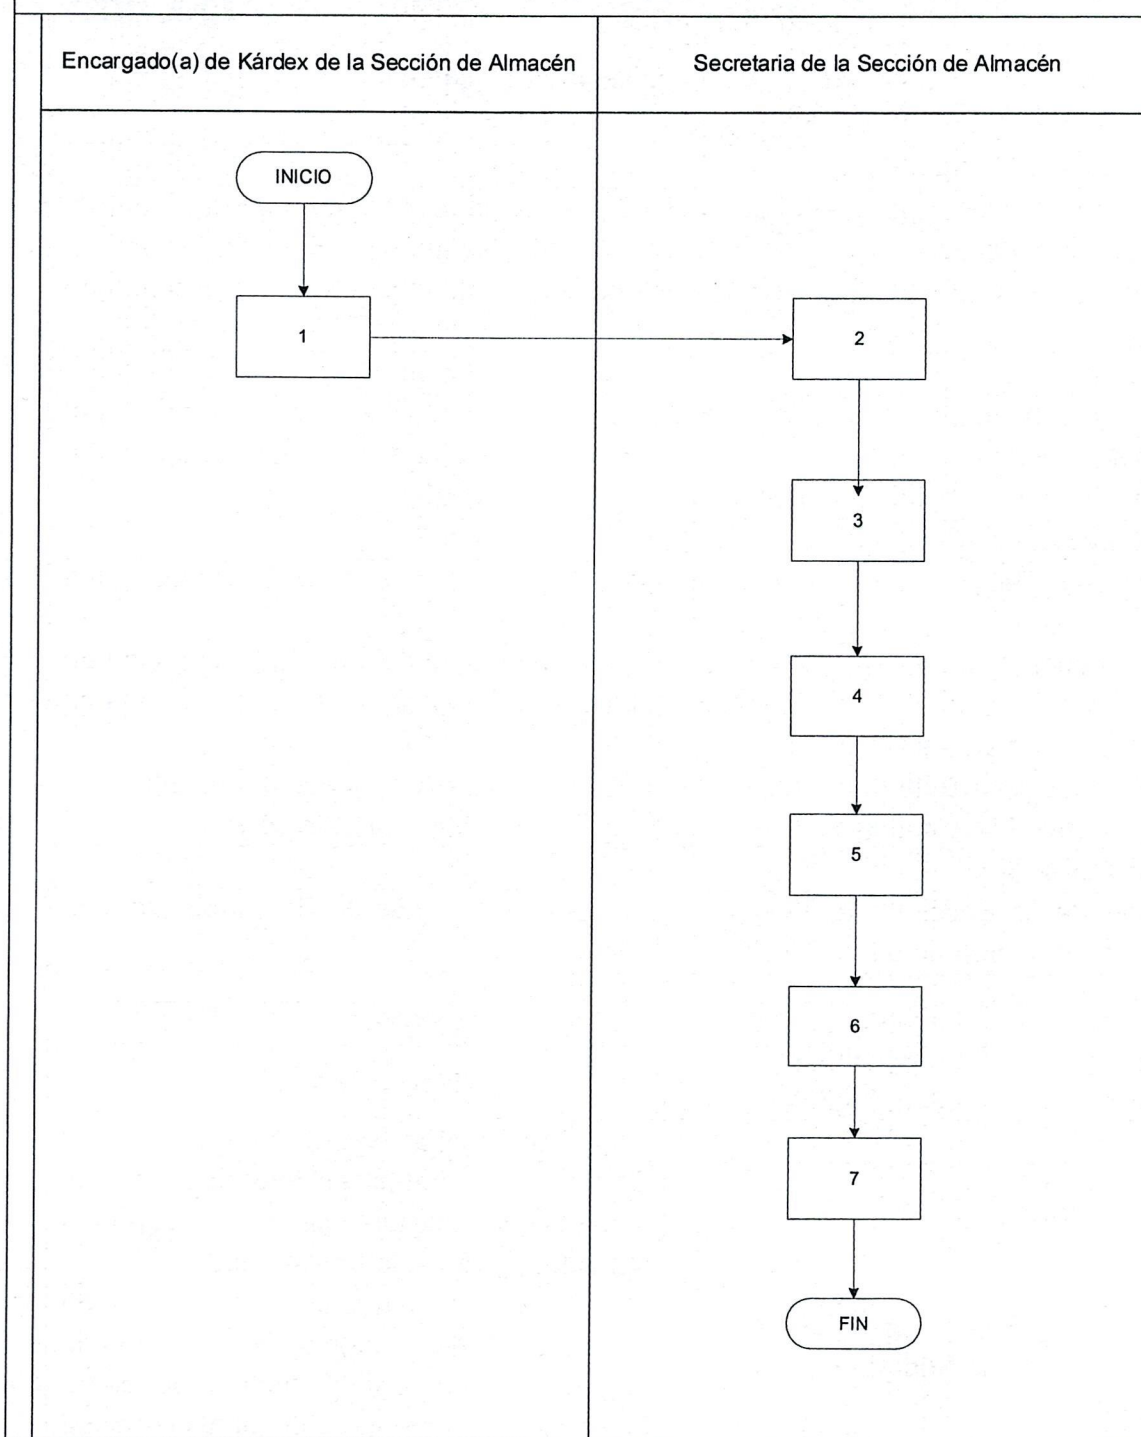 Encargado(a) de Kárdex de la Sección de Almacén
Secretaria de la Sección de Almacén
INICIO
1
2
3
4
5
6
7
FIN